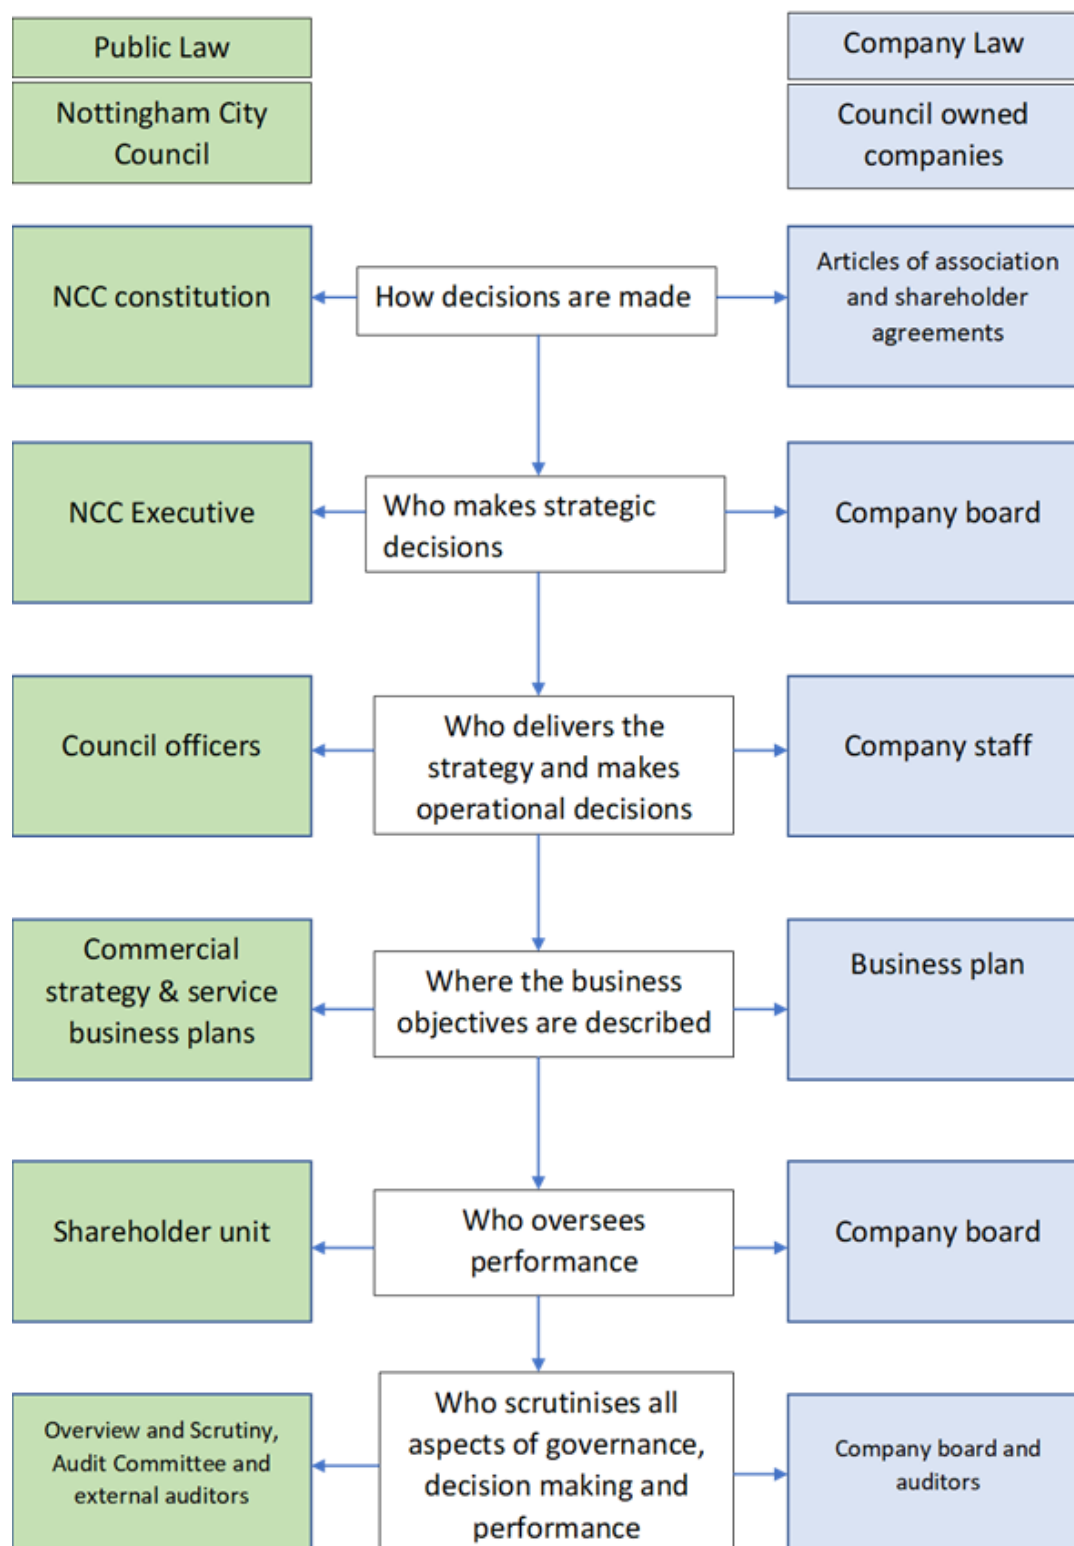 Public Law
Company Law
Nottingham City
Council
Council owned
companies
NCC constitution
How decisions are made
Articles of association
and shareholder
agreements
NCC Executive
Who makes strategic
decisions
Company board
Council officers
Who delivers the
strategy and makes
operational decisions
Company staff
Commercial
strategy & service
business plans
Where the business
objectives are described
Business plan
Shareholder unit
Who oversees
performance
Company board
Overview and Scrutiny,
Audit Committee and
external auditors
Who scrutinises all
aspects of governance,
decision making and
performance
Company board and
auditors